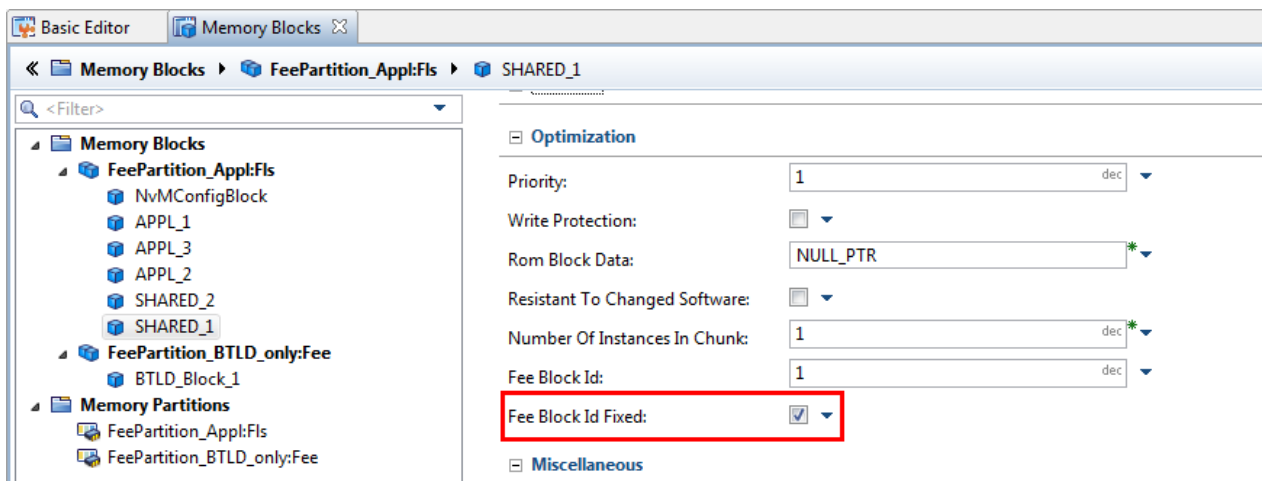 Basic Editor
Memory Blocks
Memory Blocks FeePartition_Appl:Fls SHARED_1
<Filter>
Memory Blocks
FeePartition_Appl:Fls
NvMConfigBlock
APPL_1
APPL_3
APPL_2
SHARED_2
SHARED_1
FeePartition_BTLD_only:Fee
BTLD_Block_1
Memory Partitions
FeePartition_Appl:Fls
FeePartition_BTLD_only:Fee
Optimization
Priority: 1 dec
Write Protection:
Rom Block Data: NULL_PTR *
Resistant To Changed Software:
Number Of Instances In Chunk: 1 dec *
Fee Block Id: 1 dec
Fee Block Id Fixed:
Miscellaneous